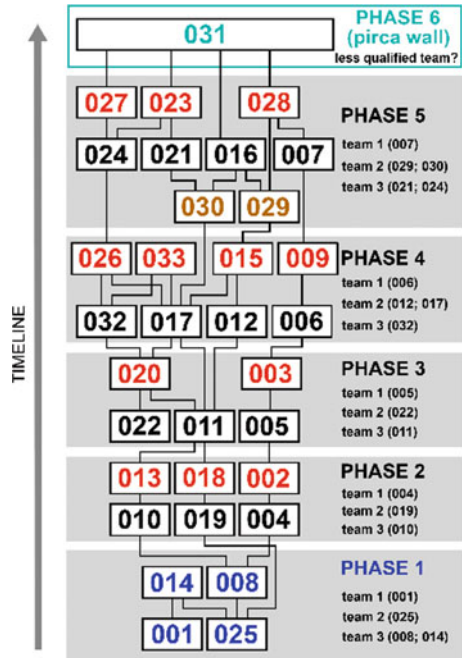 PHASE 6
031
(pirca wall)
less qualified team?
027 023 028
PHASE 5
024 021 016 007
team 1 (007)
team 2 (029; 030)
team 3 (021; 024)
030 029
026 033 015 009
PHASE 4
team 1 (006)
032 017 012 006
team 2 (012; 017)
team 3 (032)
020 003
PHASE 3
team 1 (005)
022 011 005
team 2 (022)
team 3 (011)
013 018 002
PHASE 2
team 1 (004)
010 019 004
team 2 (019)
team 3 (010)
014 008
PHASE 1
team 1 (001)
001 025
team 2 (025)
team 3 (008; 014)
TIMELINE